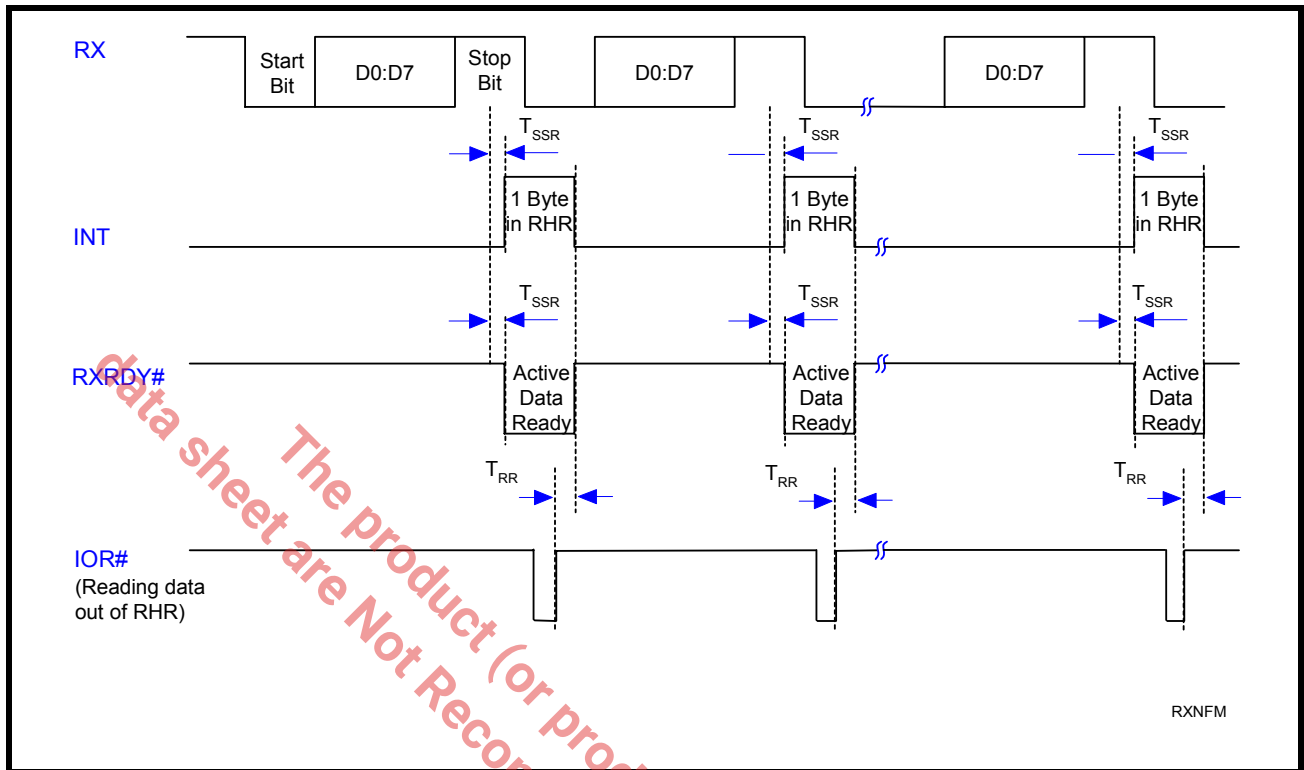 RX
Start
Bit
D0:D7
Stop
Bit
D0:D7
D0:D7
TSSR
TSSR
TSSR
1 Byte
in RHR
1 Byte
in RHR
1 Byte
in RHR
INT
TSSR
TSSR
TSSR
RXRDY#
Active
Data
Ready
Active
Data
Ready
Active
Data
Ready
TRR
TRR
TRR
IOR#
(Reading data
out of RHR)
The product (or
data sheet are Not
RXNFM